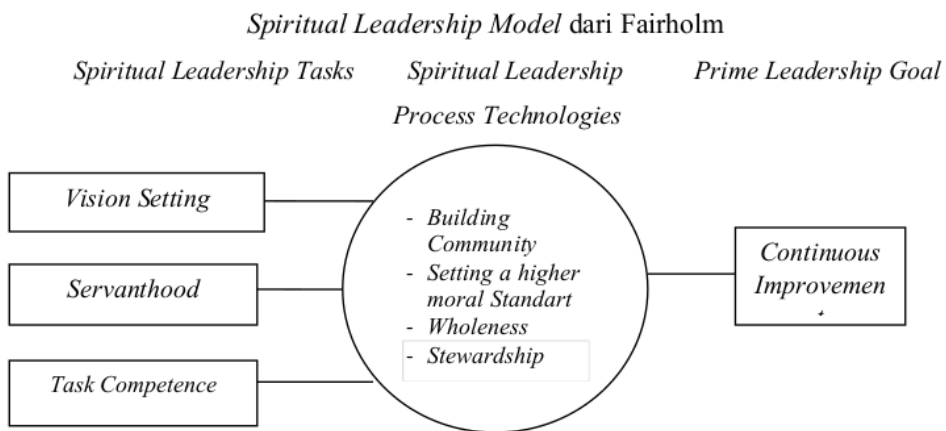 Spiritual Leadership Model dari Fairholm
Spiritual Leadership Tasks
Spiritual Leadership
Process Technologies
Prime Leadership Goal
Vision Setting
Servanthood
Task Competence
- Building
Community
- Setting a higher
moral Standart
- Wholeness
- Stewardship
Continuous
Improvemen